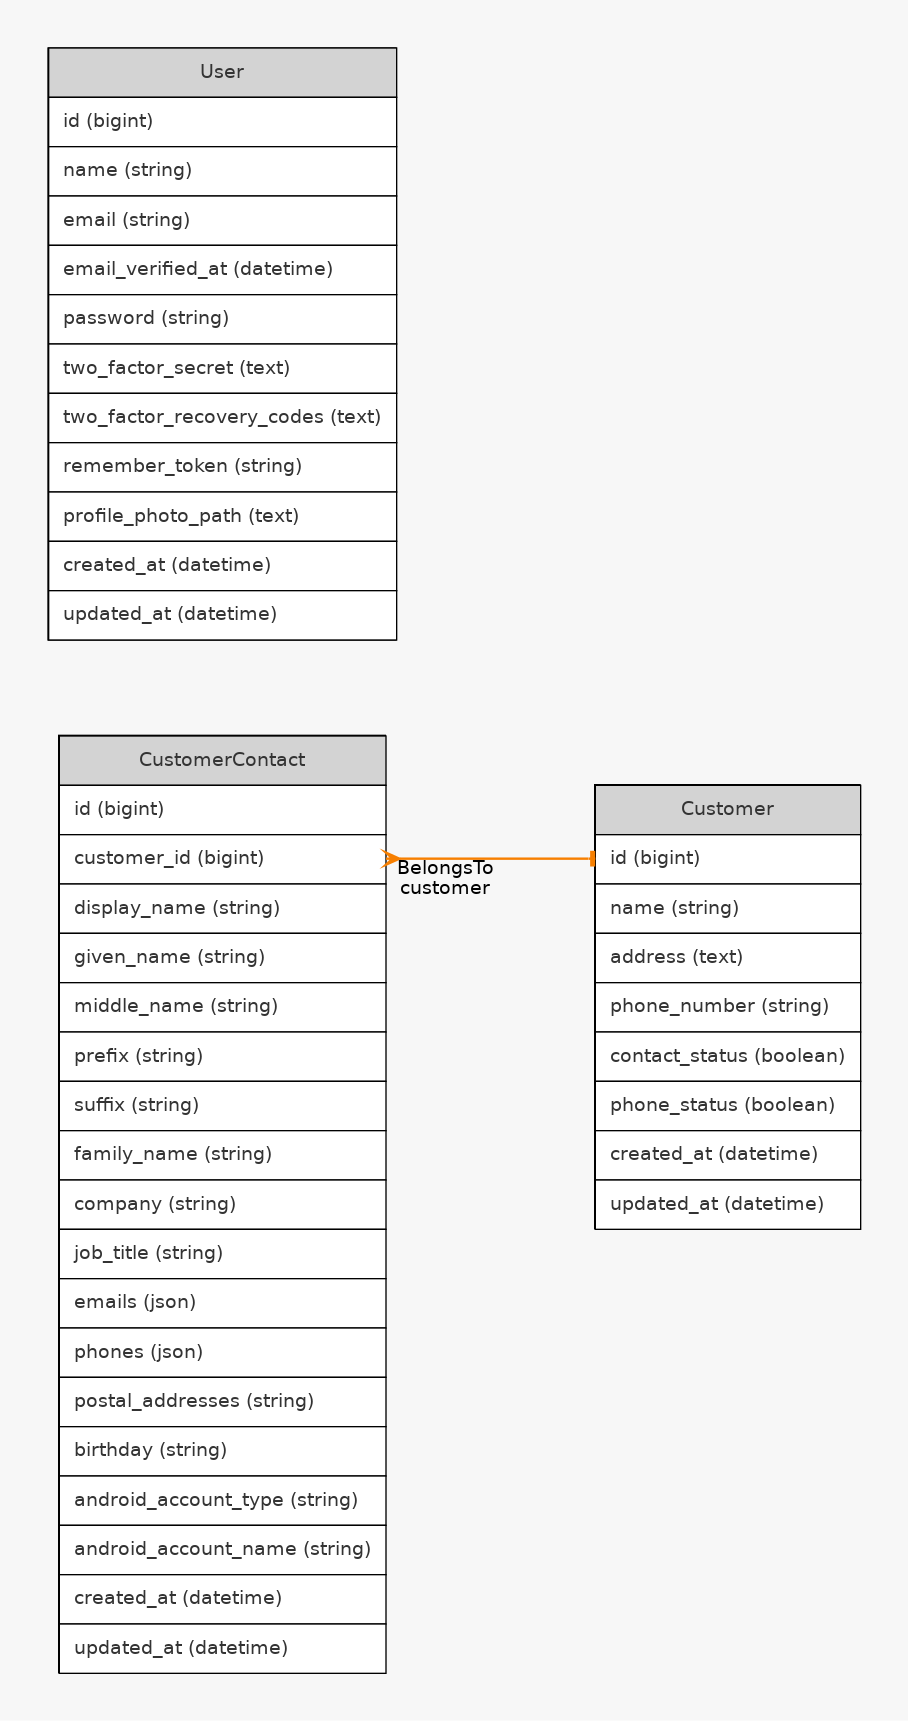 User
id (bigint)
name (string)
email (string)
email_verified_at (datetime)
password (string)
two_factor_secret (text)
two_factor_recovery_codes (text)
remember_token (string)
profile_photo_path (text)
created_at (datetime)
updated_at (datetime)
CustomerContact
id (bigint)
customer_id (bigint)
display_name (string)
given_name (string)
middle_name (string)
prefix (string)
suffix (string)
family_name (string)
company (string)
job_title (string)
emails (json)
phones (json)
postal_addresses (string)
birthday (string)
android_account_type (string)
android_account_name (string)
created_at (datetime)
updated_at (datetime)
BelongsTo
customer
Customer
id (bigint)
name (string)
address (text)
phone_number (string)
contact_status (boolean)
phone_status (boolean)
created_at (datetime)
updated_at (datetime)